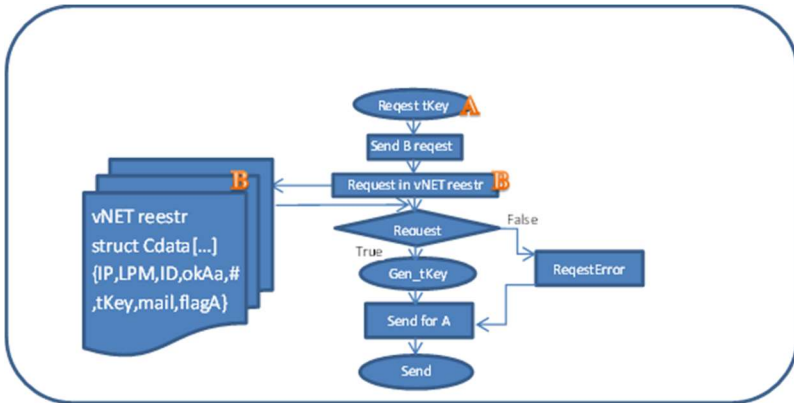 Reqest tKey A
Send B reqest
Request in vNET reestr B
B
vNET reestr
struct Cdata[...]
{IP,LPM,ID,okAa,#
,tKey,mail,flagA}
Request
False
True
Gen_tKey
ReqestError
Send for A
Send